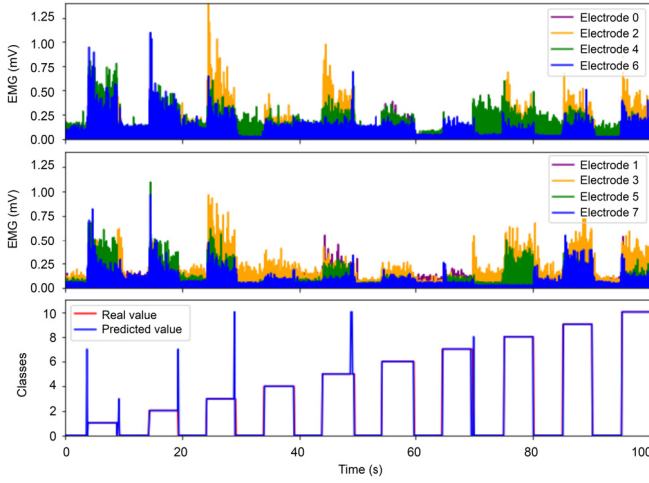 EMG (mV)
1.25
1.00
0.75
0.50
0.25
0.00
Electrode 0
Electrode 2
Electrode 4
Electrode 6
EMG (mV)
1.25
1.00
0.75
0.50
0.25
0.00
Electrode 1
Electrode 3
Electrode 5
Electrode 7
Classes
10
8
6
4
2
0
Real value
Predicted value
0 20 40 60 80 100
Time (s)